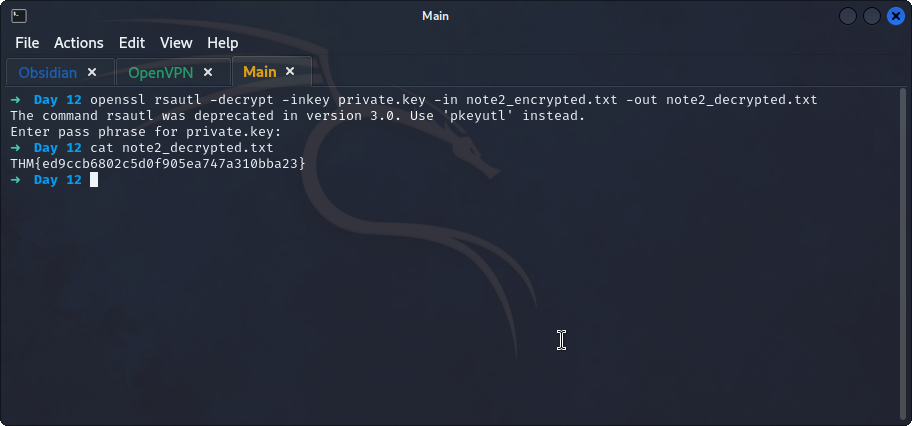 Main
File Actions Edit View Help
Obsidian × OpenVPN × Main ×
→ Day 12 openssl rsautl -decrypt -inkey private.key -in note2_encrypted.txt -out note2_decrypted.txt
The command rsautl was deprecated in version 3.0. Use 'pkeyutl' instead.
Enter pass phrase for private.key:
→ Day 12 cat note2_decrypted.txt
THM{ed9ccb6802c5d0f905ea747a310bba23}
→ Day 12